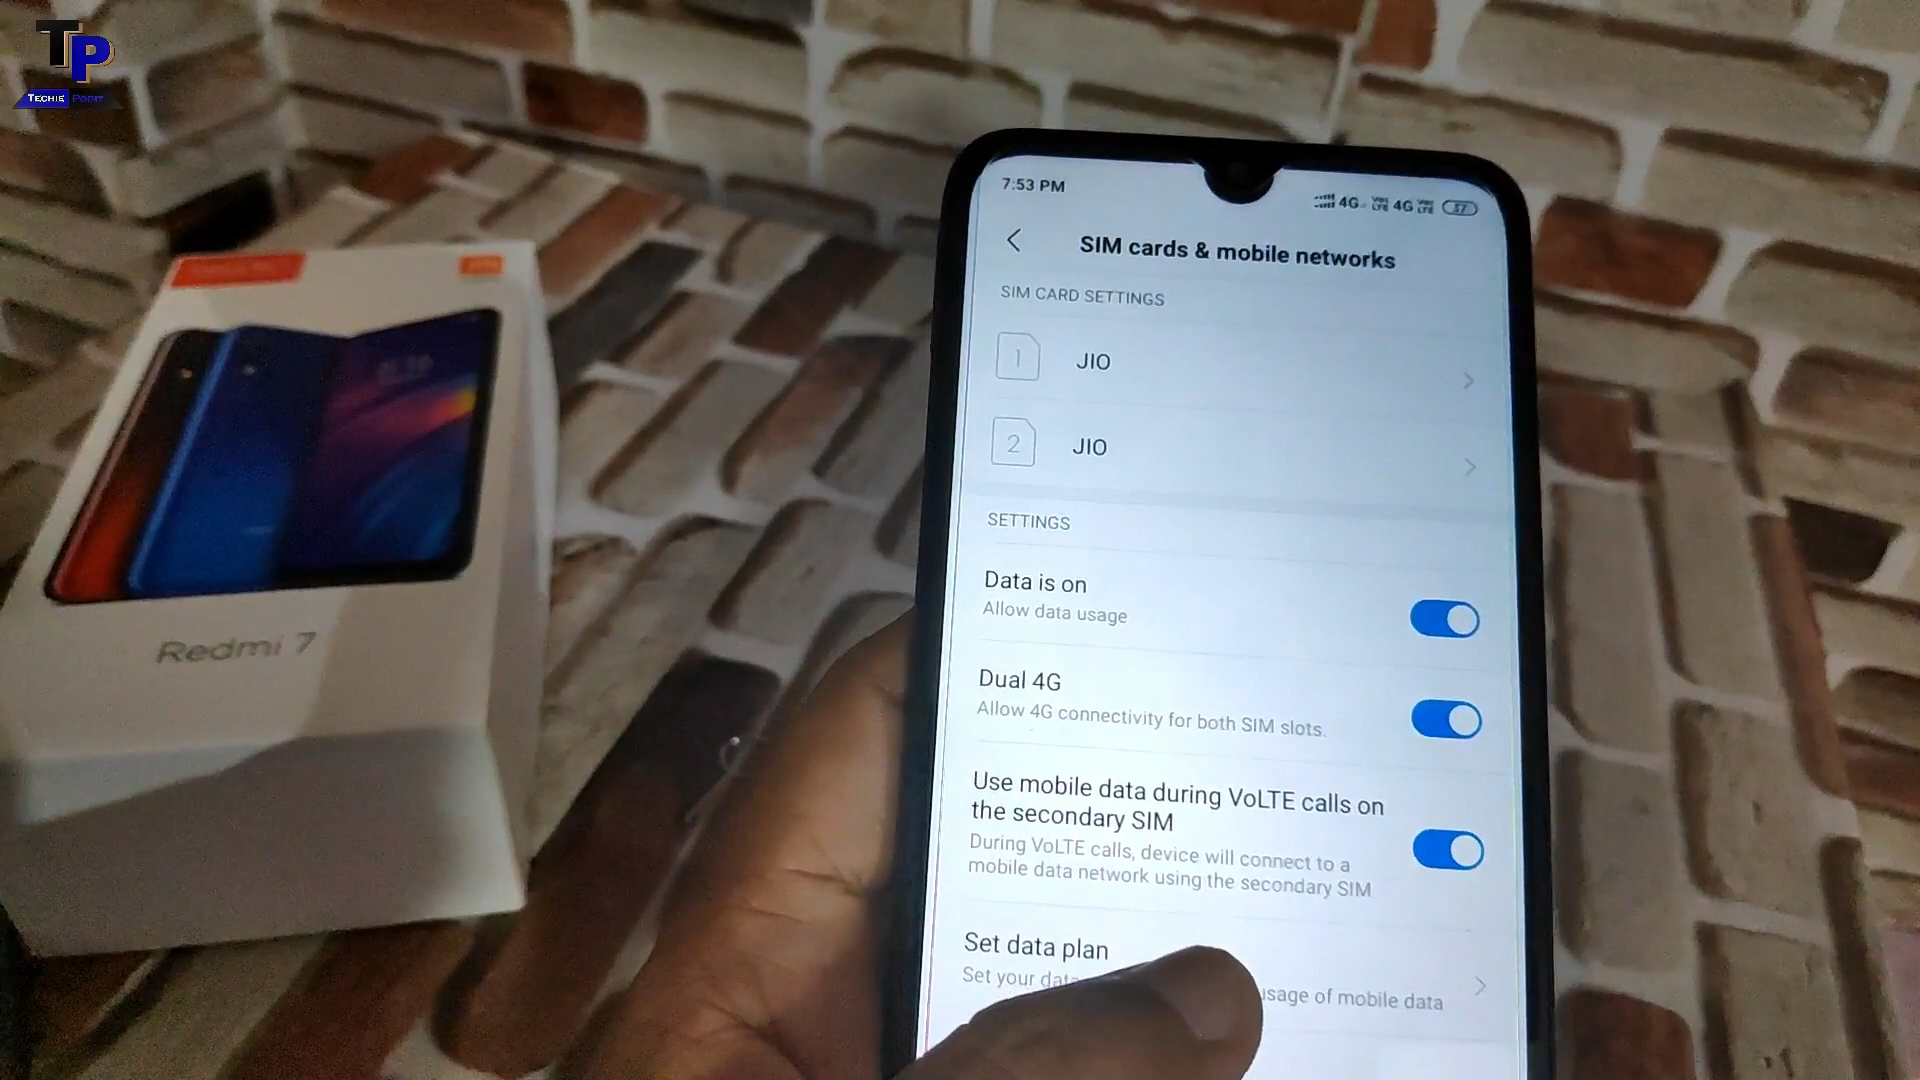 TP
TECHIE POINT
Redmi 7
7:53 PM
4G 4G 37
SIM cards & mobile networks
SIM CARD SETTINGS
1 JIO
2 JIO
SETTINGS
Data is on
Allow data usage
Dual 4G
Allow 4G connectivity for both SIM slots.
Use mobile data during VoLTE calls on
the secondary SIM
During VoLTE calls, device will connect to a
mobile data network using the secondary SIM
Set data plan
Set your usage of mobile data